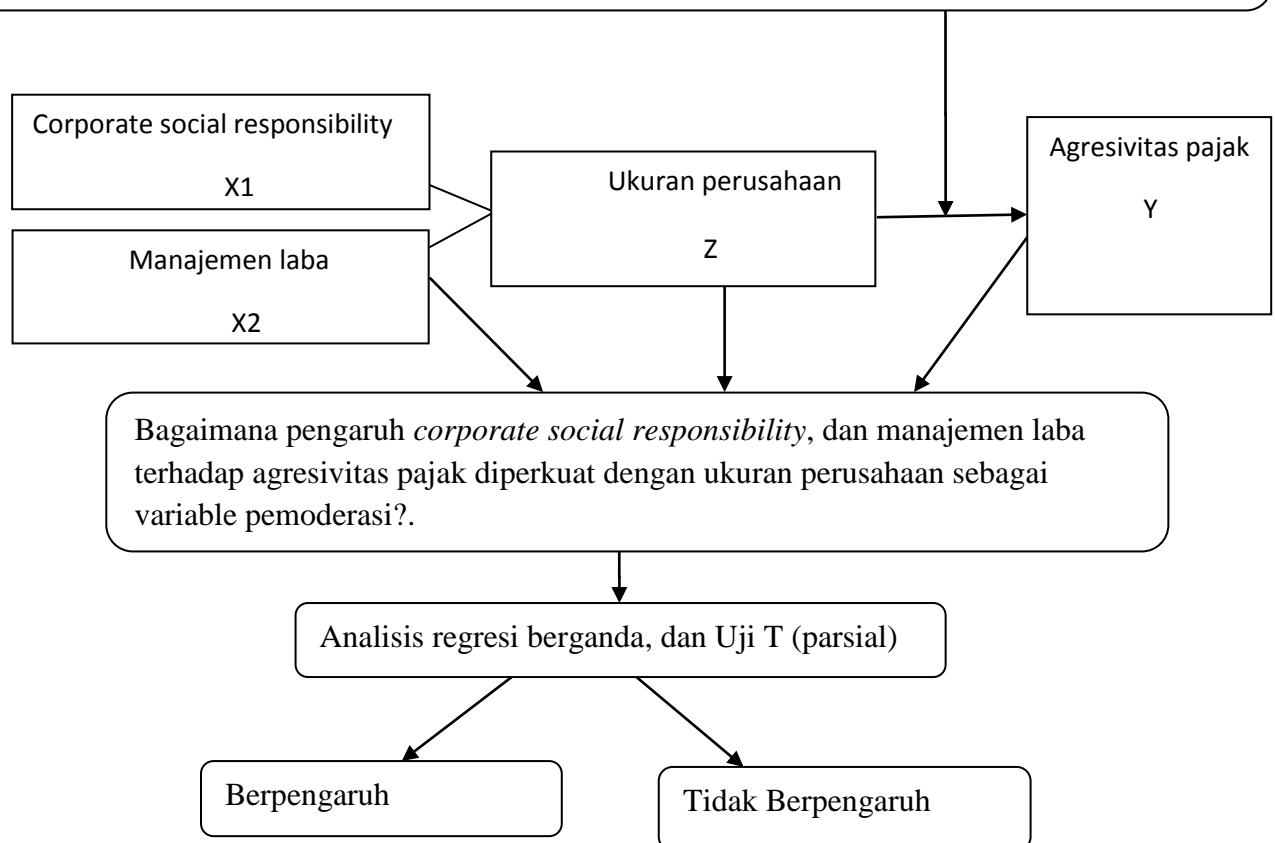 Corporate social responsibility
X1
Manajemen laba
X2
Ukuran perusahaan
Z
Agresivitas pajak
Y
Bagaimana pengaruh corporate social responsibility, dan manajemen laba
terhadap agresivitas pajak diperkuat dengan ukuran perusahaan sebagai
variable pemoderasi?.
Analisis regresi berganda, dan Uji T (parsial)
Berpengaruh
Tidak Berpengaruh